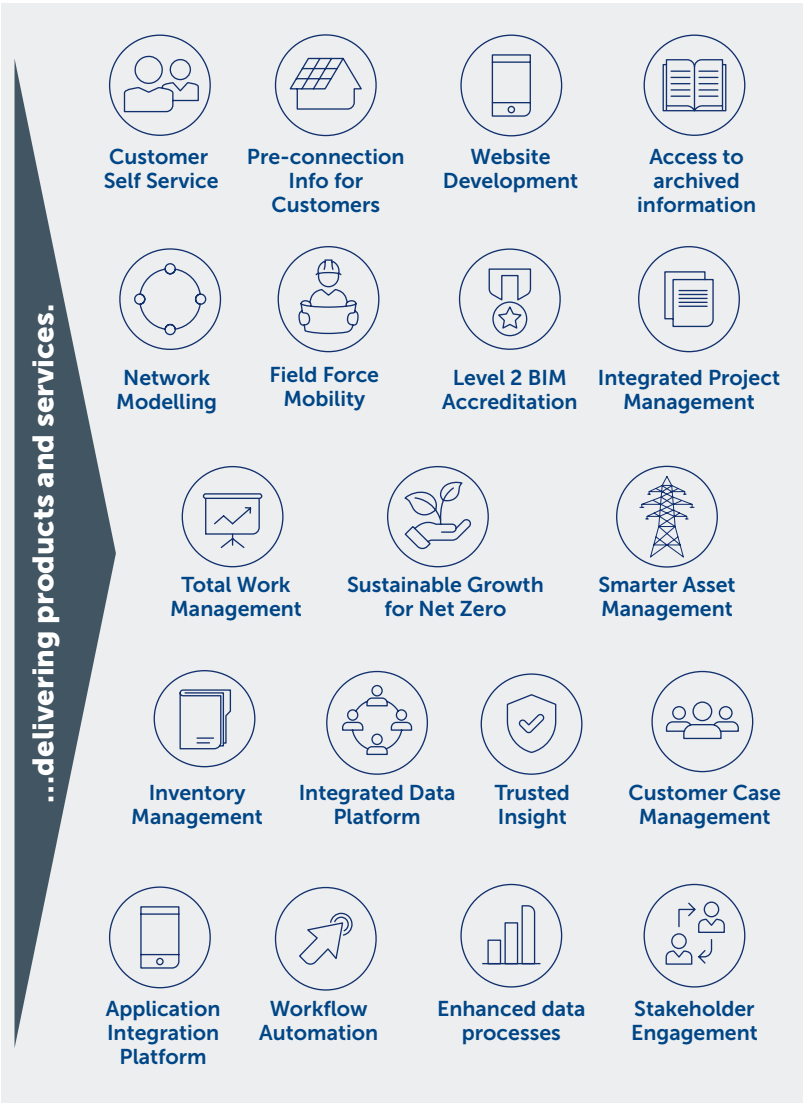 ...delivering products and services.
Customer
Self Service
Pre-connection
Info for
Customers
Website
Development
Access to
archived
information
Network
Modelling
Field Force
Mobility
Level 2 BIM
Accreditation
Integrated Project
Management
Total Work
Management
Sustainable Growth
for Net Zero
Smarter Asset
Management
Inventory
Management
Integrated Data
Platform
Trusted
Insight
Customer Case
Management
Application
Integration
Platform
Workflow
Automation
Enhanced data
processes
Stakeholder
Engagement